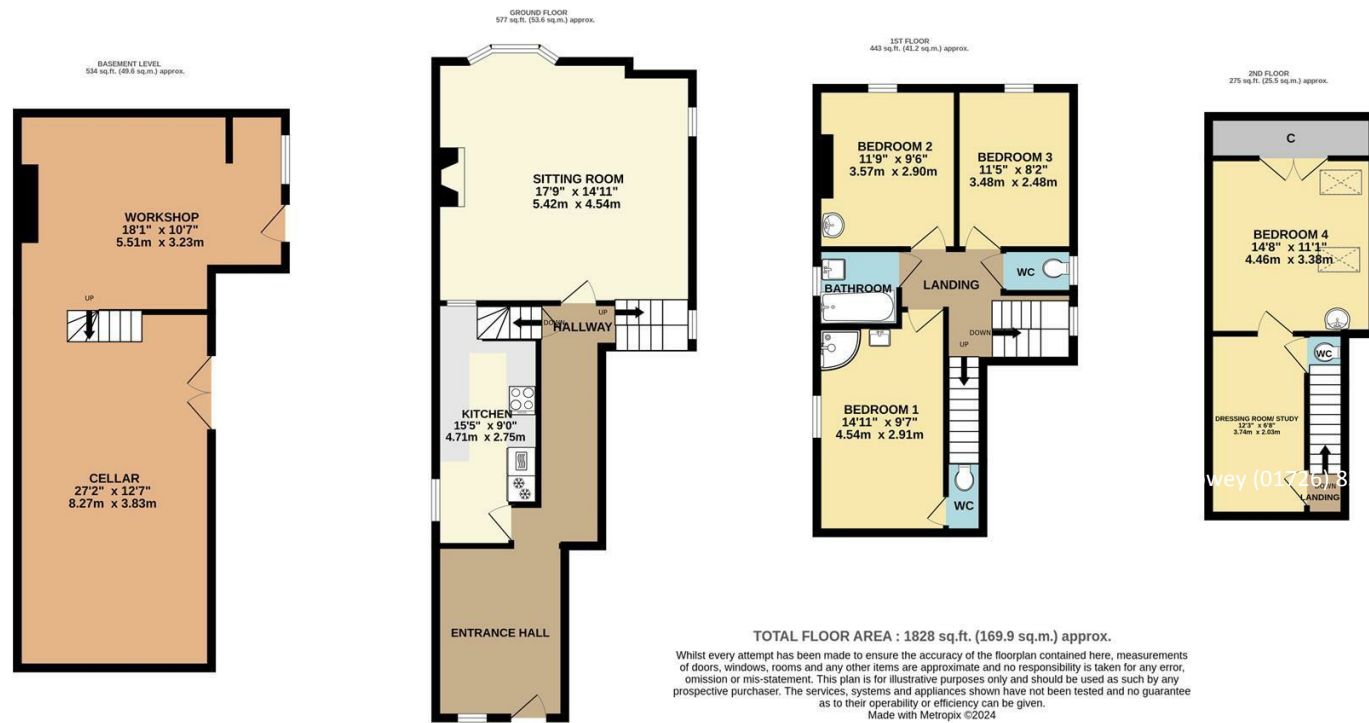 BASEMENT LEVEL
534 sq.ft. (49.6 sq.m.) approx.
WORKSHOP
18'1" x 10'7"
5.51m x 3.23m
UP
CELLAR
27'2" x 12'7"
8.27m x 3.83m
GROUND FLOOR
577 sq.ft. (53.6 sq.m.) approx.
SITTING ROOM
17'9" x 14'11"
5.42m x 4.54m
DOWN
HALLWAY
UP
KITCHEN
15'5" x 9'0"
4.71m x 2.75m
ENTRANCE HALL
1ST FLOOR
443 sq.ft. (41.2 sq.m.) approx.
BEDROOM 2
11'9" x 9'6"
3.57m x 2.90m
BEDROOM 3
11'5" x 8'2"
3.48m x 2.48m
BATHROOM
LANDING
WC
DOWN
UP
BEDROOM 1
14'11" x 9'7"
4.54m x 2.91m
WC
2ND FLOOR
275 sq.ft. (25.5 sq.m.) approx.
C
BEDROOM 4
14'8" x 11'1"
4.46m x 3.38m
WC
DRESSING ROOM/ STUDY
12'3" x 6'8"
3.74m x 2.03m
wey (01726) 8
DOWN
LANDING
TOTAL FLOOR AREA : 1828 sq.ft. (169.9 sq.m.) approx.
Whilst every attempt has been made to ensure the accuracy of the floorplan contained here, measurements
of doors, windows, rooms and any other items are approximate and no responsibility is taken for any error,
omission or mis-statement. This plan is for illustrative purposes only and should be used as such by any
prospective purchaser. The services, systems and appliances shown have not been tested and no guarantee
as to their operability or efficiency can be given.
Made with Metropix ©2024